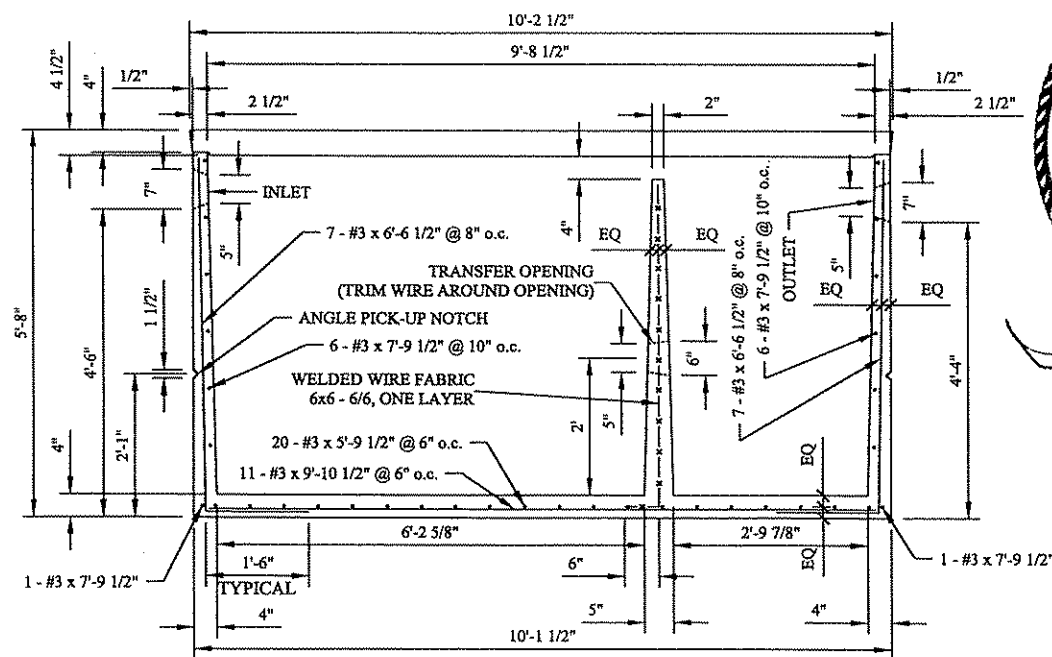 10'-2 1/2"
9'-8 1/2"
4 1/2"
4"
1/2"
2 1/2"
2"
1/2"
2 1/2"
7"
INLET
5"
7 - #3 x 6'-6 1/2" @ 8" o.c.
4"
EQ
EQ
TRANSFER OPENING
(TRIM WIRE AROUND OPENING)
ANGLE PICK-UP NOTCH
6 - #3 x 7'-9 1/2" @ 10" o.c.
WELDED WIRE FABRIC
6x6 - 6/6, ONE LAYER
20 - #3 x 5'-9 1/2" @ 6" o.c.
11 - #3 x 9'-10 1/2" @ 6" o.c.
7 - #3 x 6'-6 1/2" @ 8" o.c.
6 - #3 x 7'-9 1/2" @ 10" o.c.
OUTLET
5"
7"
EQ
EQ
5'-8"
4'-6"
1 1/2"
2'-1"
4"
2'
5"
6"
4'-4"
EQ
EQ
6'-2 5/8"
2'-9 7/8"
1 - #3 x 7'-9 1/2"
1'-6"
TYPICAL
6"
1 - #3 x 7'-9 1/2"
4"
5"
4"
10'-1 1/2"